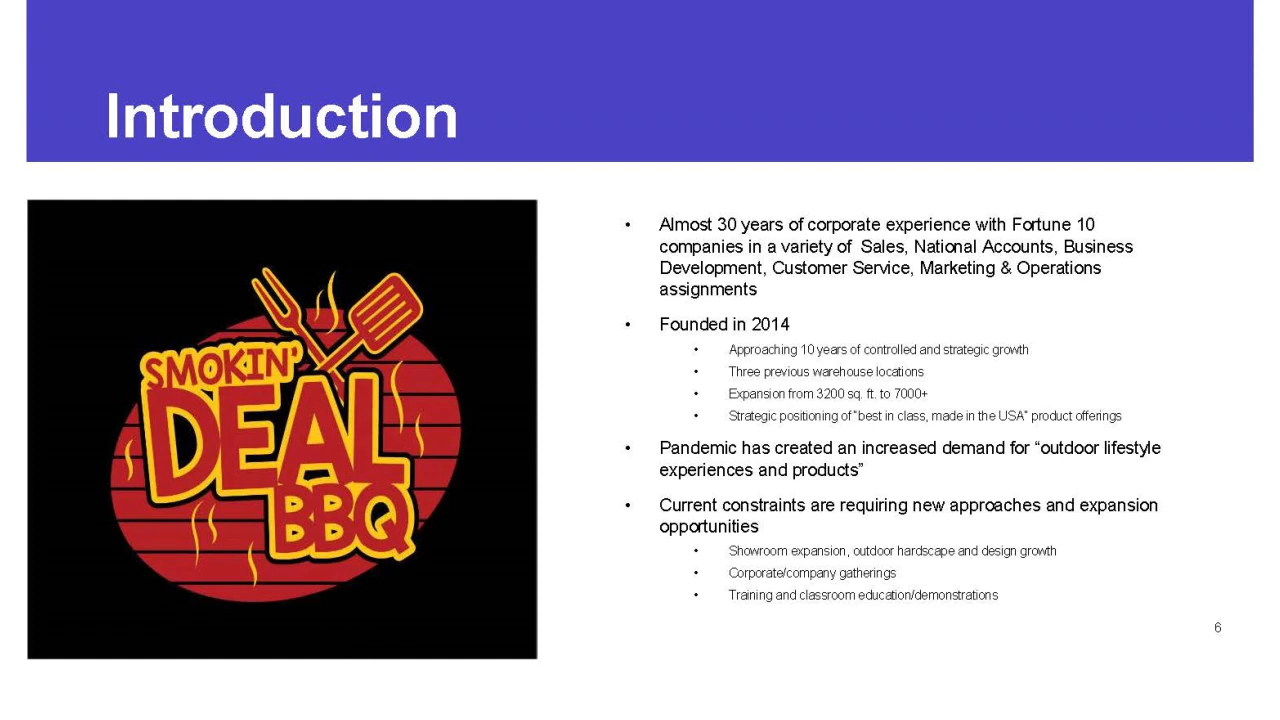 Introduction
SMOKIN'
DEAL
BBQ
• Almost 30 years of corporate experience with Fortune 10
companies in a variety of  Sales, National Accounts, Business
Development, Customer Service, Marketing & Operations
assignments
• Founded in 2014
• Approaching 10 years of controlled and strategic growth
• Three previous warehouse locations
• Expansion from 3200 sq. ft. to 7000+
• Strategic positioning of “best in class, made in the USA” product offerings
• Pandemic has created an increased demand for “outdoor lifestyle
experiences and products”
• Current constraints are requiring new approaches and expansion
opportunities
• Showroom expansion, outdoor hardscape and design growth
• Corporate/company gatherings
• Training and classroom education/demonstrations
6